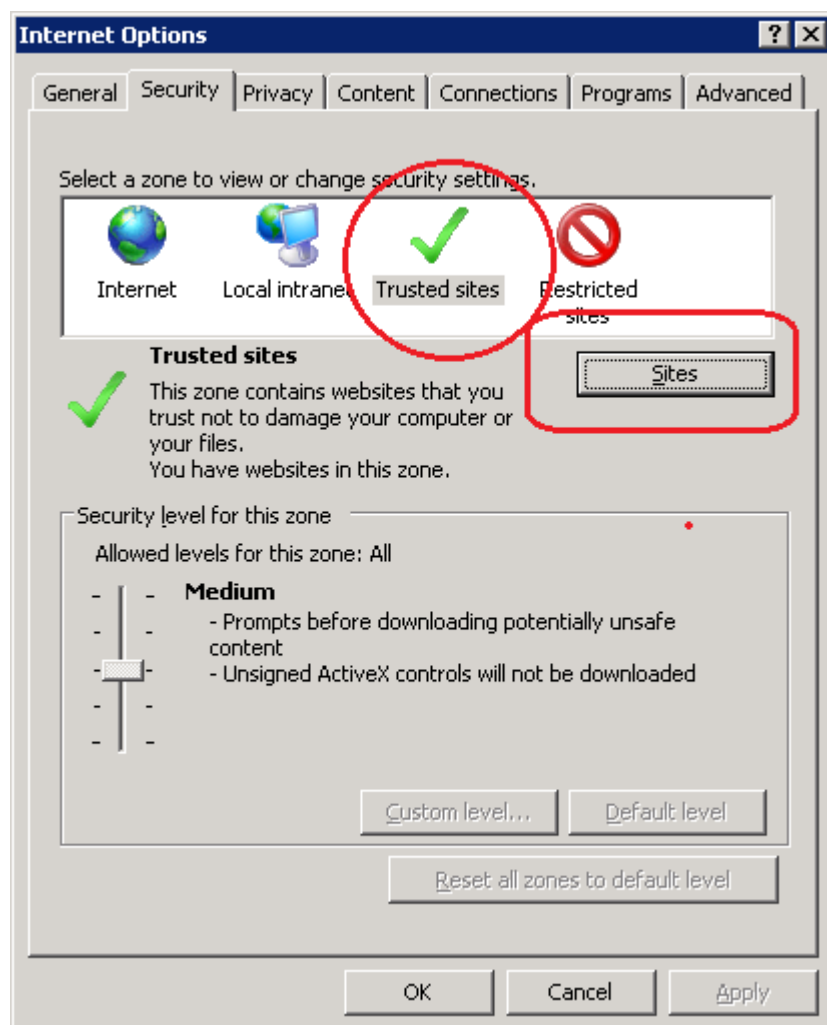 Internet Options
General Security Privacy Content Connections Programs Advanced
Select a zone to view or change security settings.
Internet Local intranet Trusted sites Restricted
sites
Trusted sites
Sites
This zone contains websites that you
trust not to damage your computer or
your files.
You have websites in this zone.
Security level for this zone
Allowed levels for this zone: All
Medium
- Prompts before downloading potentially unsafe
content
- Unsigned ActiveX controls will not be downloaded
Custom level... Default level
Reset all zones to default level
OK Cancel Apply